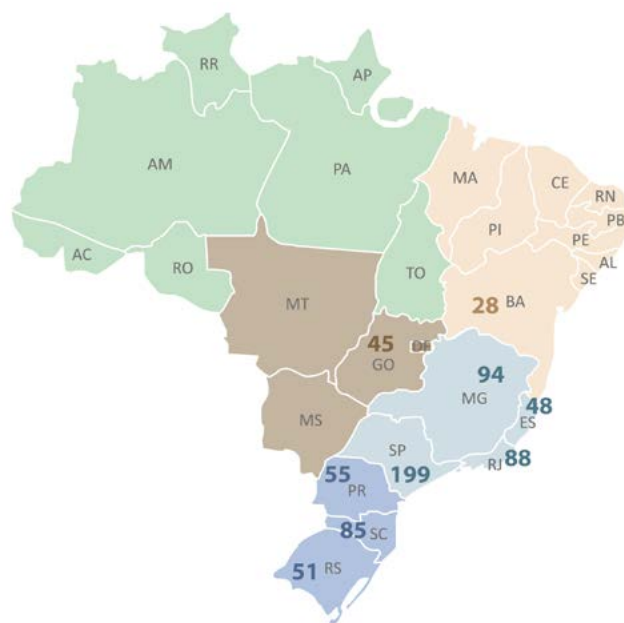 RR
AP
AM
PA
MA
CE
RN
PB
PI
PE
AL
SE
AC
RO
TO
BA
28
MT
45
DF
GO
94
MG
48
ES
MS
SP
88
RJ
199
55
PR
85
SC
51
RS